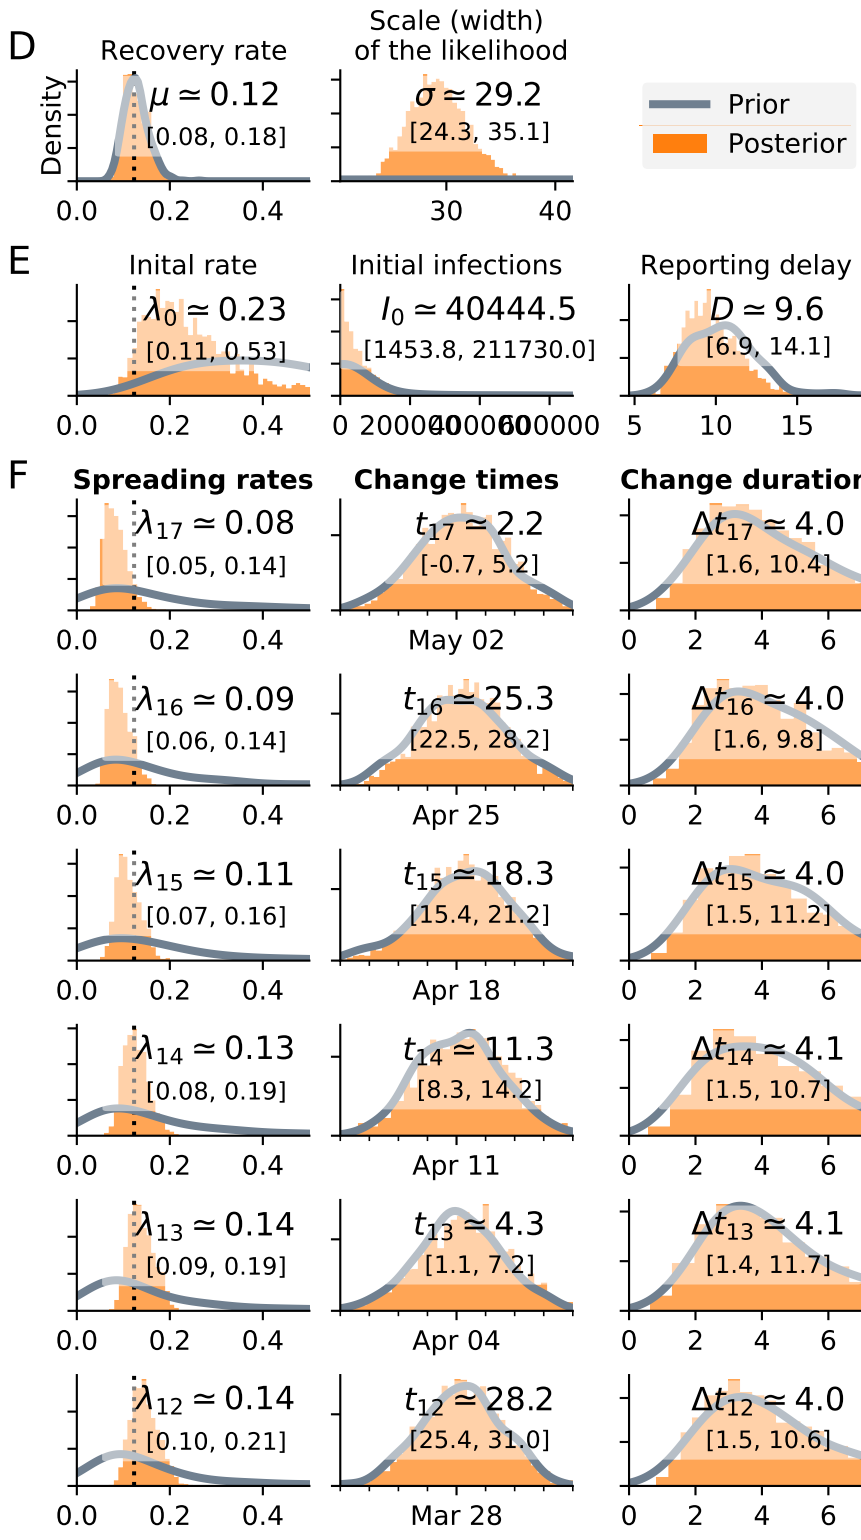 D
Recovery rate
Scale (width)
of the likelihood
Density
μ ≃ 0.12
[0.08, 0.18]
σ ≃ 29.2
[24.3, 35.1]
Prior
Posterior
0.0 0.2 0.4
30 40
E
Inital rate
Initial infections
Reporting delay
λ0 ≃ 0.23
[0.11, 0.53]
I0 ≃ 40444.5
[1453.8, 211730.0]
D ≃ 9.6
[6.9, 14.1]
0.0 0.2 0.4
0 200000 400000 600000
5 10 15
F
Spreading rates
Change times
Change duration
λ17 ≃ 0.08
[0.05, 0.14]
t17 ≃ 2.2
[-0.7, 5.2]
Δt17 ≃ 4.0
[1.6, 10.4]
0.0 0.2 0.4
May 02
0 2 4 6
λ16 ≃ 0.09
[0.06, 0.14]
t16 ≃ 25.3
[22.5, 28.2]
Δt16 ≃ 4.0
[1.6, 9.8]
0.0 0.2 0.4
Apr 25
0 2 4 6
λ15 ≃ 0.11
[0.07, 0.16]
t15 ≃ 18.3
[15.4, 21.2]
Δt15 ≃ 4.0
[1.5, 11.2]
0.0 0.2 0.4
Apr 18
0 2 4 6
λ14 ≃ 0.13
[0.08, 0.19]
t14 ≃ 11.3
[8.3, 14.2]
Δt14 ≃ 4.1
[1.5, 10.7]
0.0 0.2 0.4
Apr 11
0 2 4 6
λ13 ≃ 0.14
[0.09, 0.19]
t13 ≃ 4.3
[1.1, 7.2]
Δt13 ≃ 4.1
[1.4, 11.7]
0.0 0.2 0.4
Apr 04
0 2 4 6
λ12 ≃ 0.14
[0.10, 0.21]
t12 ≃ 28.2
[25.4, 31.0]
Δt12 ≃ 4.0
[1.5, 10.6]
0.0 0.2 0.4
Mar 28
0 2 4 6